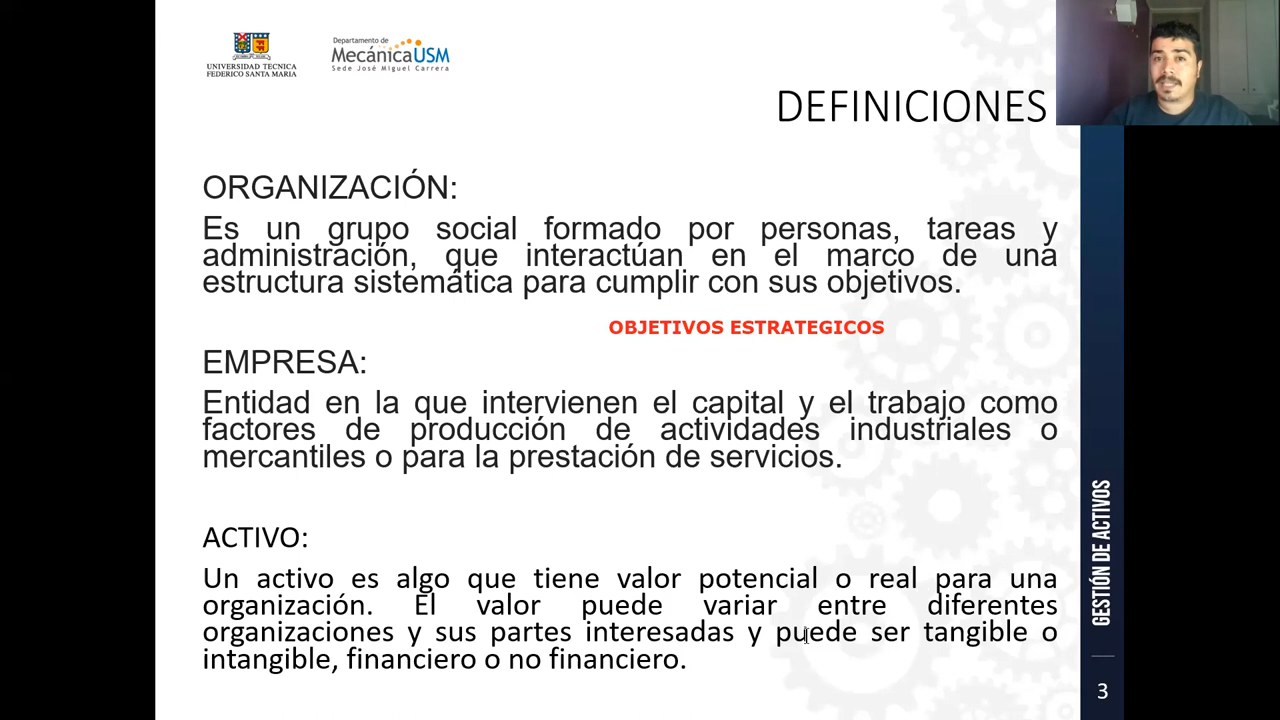 UNIVERSIDAD TECNICA
FEDERICO SANTA MARIA
Departamento de
MecánicaUSM
Sede José Miguel Carrera
DEFINICIONES
ORGANIZACIÓN:
Es un grupo social formado por personas, tareas y
administración, que interactúan en el marco de una
estructura sistemática para cumplir con sus objetivos.
OBJETIVOS ESTRATEGICOS
EMPRESA:
Entidad en la que intervienen el capital y el trabajo como
factores de producción de actividades industriales o
mercantiles o para la prestación de servicios.
ACTIVO:
Un activo es algo que tiene valor potencial o real para una
organización. El valor puede variar entre diferentes
organizaciones y sus partes interesadas y puede ser tangible o
intangible, financiero o no financiero.
GESTIÓN DE ACTIVOS
3